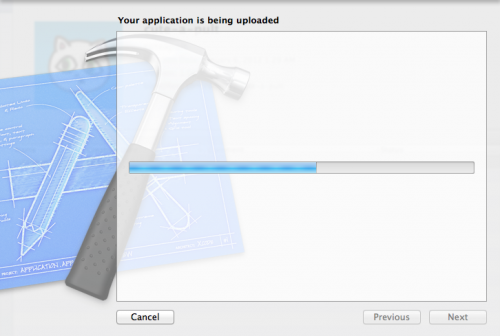 Your application is being uploaded
Cancel
Previous
Next